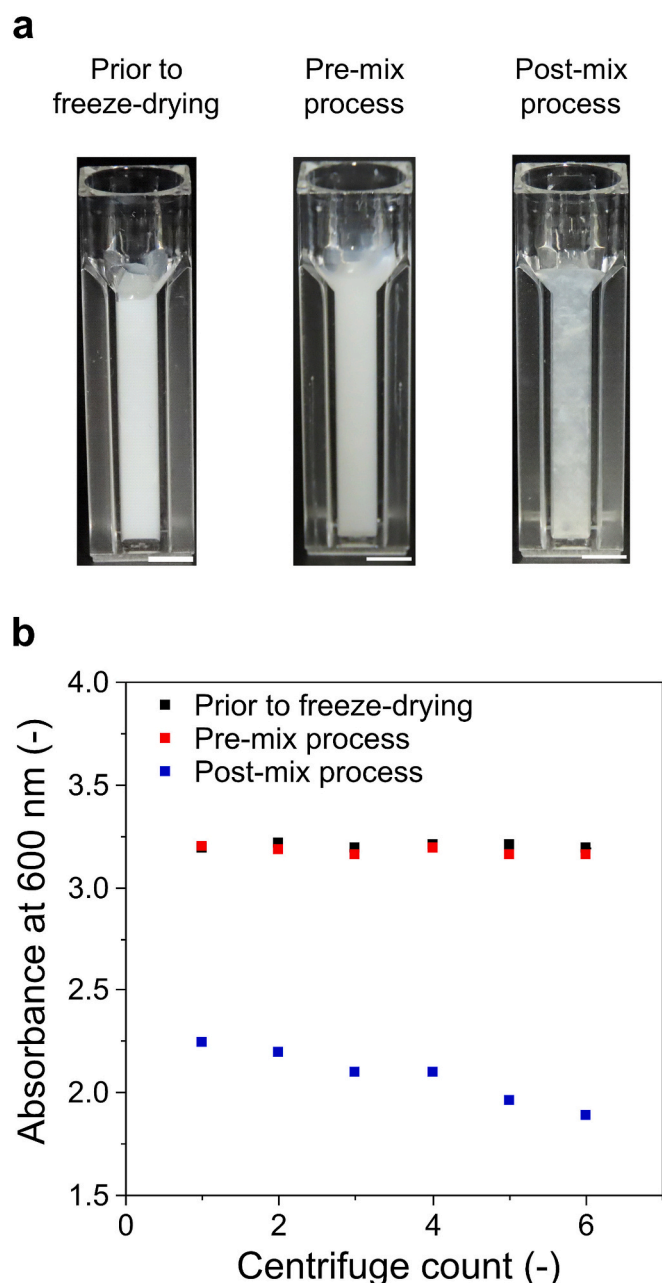 a
Prior to
freeze-drying
Pre-mix
process
Post-mix
process
b
Absorbance at 600 nm (-)
4.0
3.5
3.0
2.5
2.0
1.5
Prior to freeze-drying
Pre-mix process
Post-mix process
0
2
4
6
Centrifuge count (-)